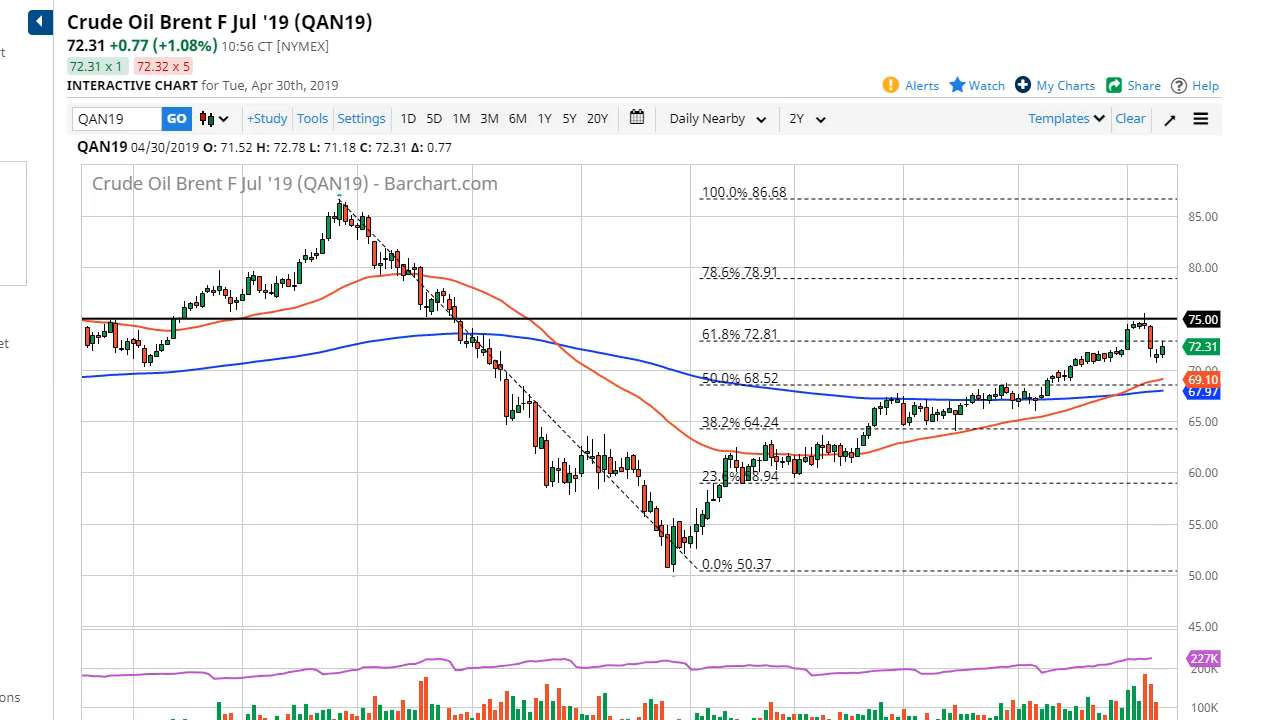 Crude Oil Brent F Jul '19 (QAN19)
72.31 +0.77 (+1.08%) 10:56 CT [NYMEX]
72.31 x 1 72.32 x 5
INTERACTIVE CHART for Tue, Apr 30th, 2019
Alerts Watch My Charts Share Help
QAN19 GO +Study Tools Settings 1D 5D 1M 3M 6M 1Y 5Y 20Y Daily Nearby 2Y Templates Clear
QAN19 04/30/2019 O: 71.52 H: 72.78 L: 71.18 C: 72.31 Δ: 0.77
Crude Oil Brent F Jul '19 (QAN19) - Barchart.com
100.0% 86.68
85.00
80.00
78.6% 78.91
75.00
61.8% 72.81
72.31
70.00
50.0% 68.52
69.10
67.97
38.2% 64.24
65.00
60.00
23.6% 58.94
55.00
0.0% 50.37
50.00
45.00
227K
200K
100K
t
et
ons